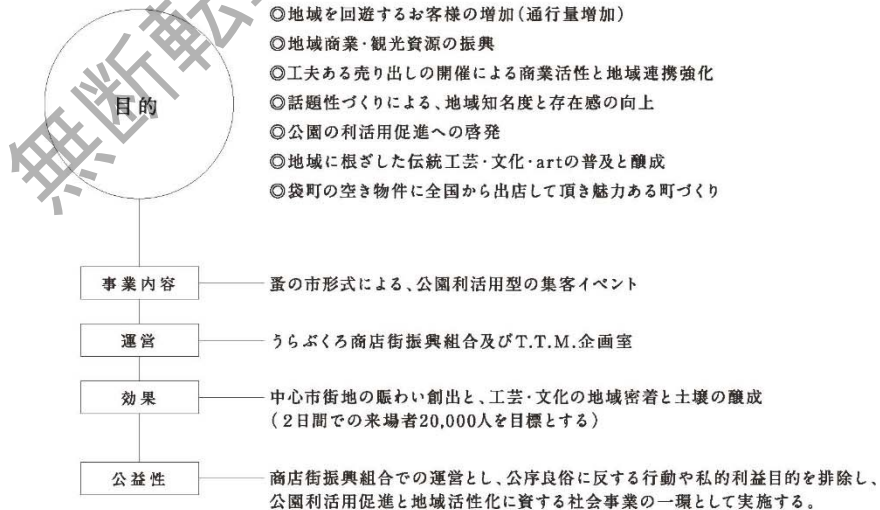 無断転
目的
◎地域を回遊するお客様の増加(通行量増加)
◎地域商業・観光資源の振興
◎工夫ある売り出しの開催による商業活性と地域連携強化
◎話題性づくりによる、地域知名度と存在感の向上
◎公園の利活用促進への啓発
◎地域に根ざした伝統工芸・文化・artの普及と醸成
◎袋町の空き物件に全国から出店して頂き魅力ある町づくり
事業内容
蚤の市形式による、公園利活用型の集客イベント
運営
うらぶくろ商店街振興組合及びT.T.M.企画室
効果
中心市街地の賑わい創出と、工芸・文化の地域密着と土壌の醸成
(2日間での来場者20,000人を目標とする)
公益性
商店街振興組合での運営とし、公序良俗に反する行動や私的利益目的を排除し、
公園利活用促進と地域活性化に資する社会事業の一環として実施する。